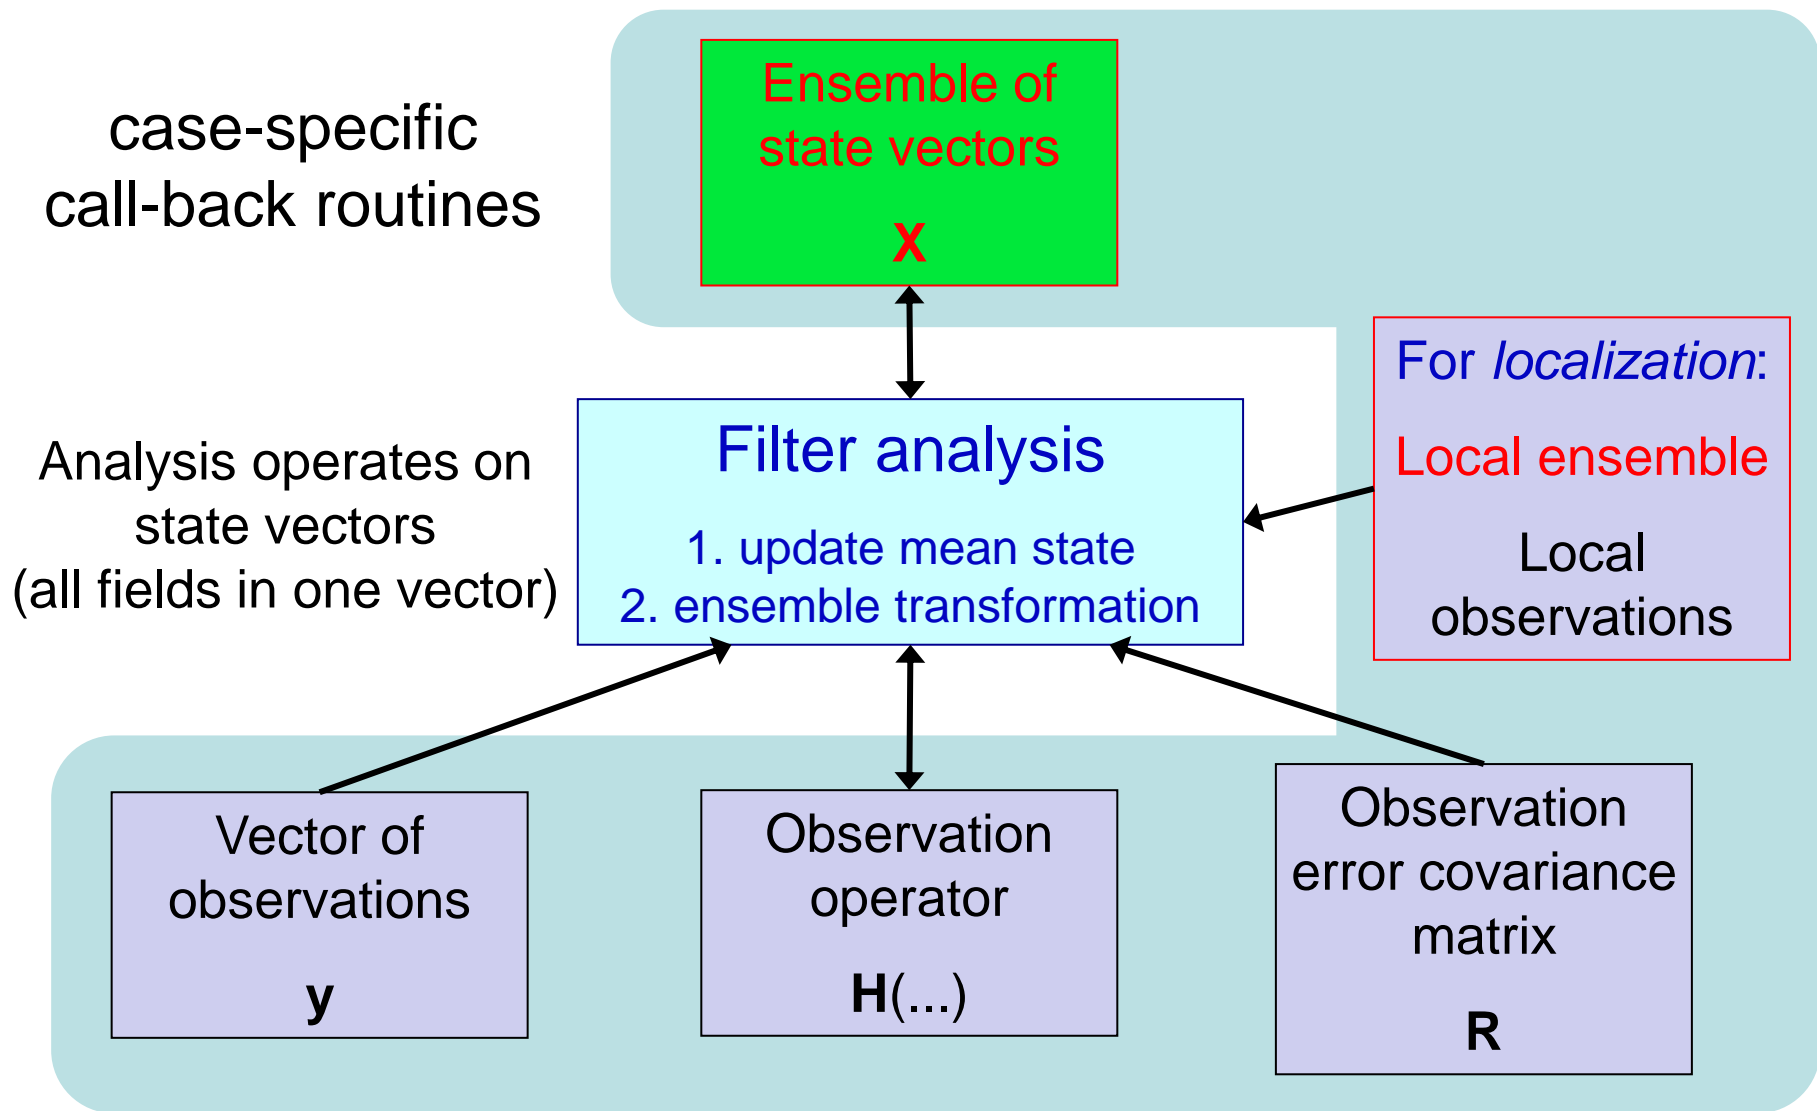 case-specific
call-back routines
Ensemble of
state vectors
X
Analysis operates on
state vectors
(all fields in one vector)
Filter analysis
1. update mean state
2. ensemble transformation
For localization:
Local ensemble
Local
observations
Vector of
observations
y
Observation
operator
H(...)
Observation
error covariance
matrix
R